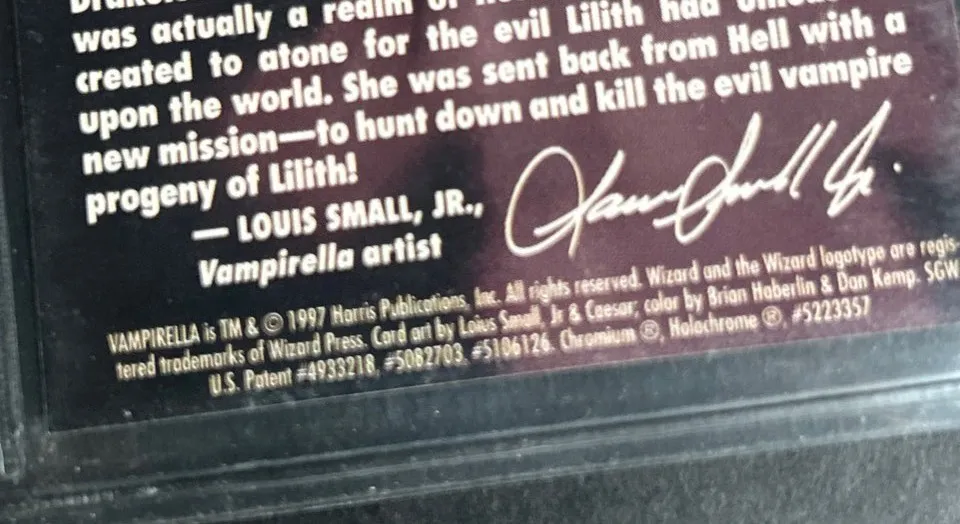 was actually a realm of
created to atone for the evil Lilith had
upon the world. She was sent back from Hell with a
new mission—to hunt down and kill the evil vampire
progeny of Lilith!
— LOUIS SMALL, JR.,
Vampirella artist
Louis Small Jr.
VAMPIRELLA is TM & © 1997 Harris Publications, Inc. All rights reserved. Wizard and the Wizard logotype are regis-
tered trademarks of Wizard Press. Card art by Loius Small, Jr & Caesar, color by Brian Haberlin & Dan Kemp. SGW
U.S. Patent #4933218, #5082703, #5106126. Chromium ®, Holochrome ®, #5223357